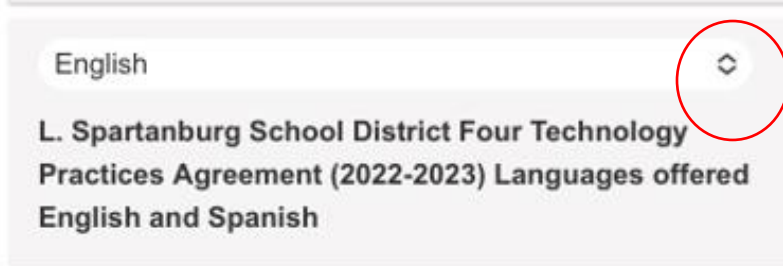 English
L. Spartanburg School District Four Technology
Practices Agreement (2022-2023) Languages offered
English and Spanish